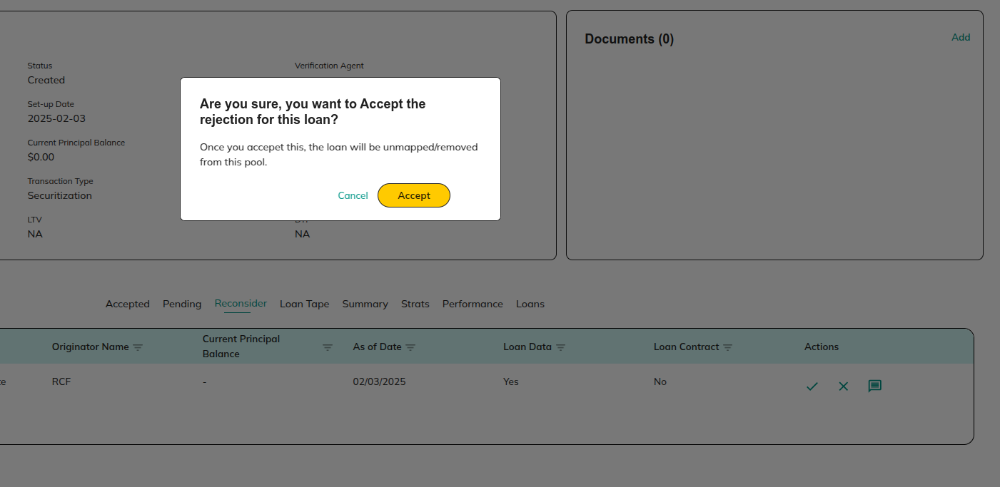 Documents (0)
Add
Status
Created
Verification Agent
Set-up Date
2025-02-03
Current Principal Balance
$0.00
Transaction Type
Securitization
LTV
NA
NA
Are you sure, you want to Accept the
rejection for this loan?
Once you accepet this, the loan will be unmapped/removed
from this pool.
Cancel
Accept
Accepted
Pending
Reconsider
Loan Tape
Summary
Strats
Performance
Loans
Originator Name
Current Principal
Balance
As of Date
Loan Data
Loan Contract
Actions
RCF
-
02/03/2025
Yes
No